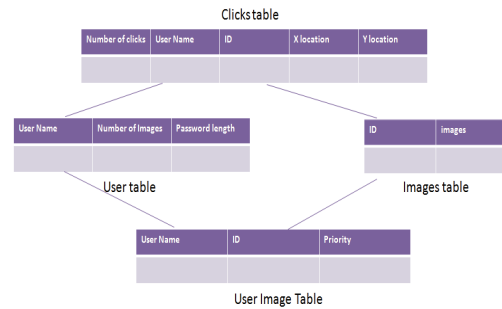 Clicks table
Number of clicks User Name ID X location Y location
User Name Number of Images Password length
ID images
User table
Images table
User Name ID Priority
User Image Table